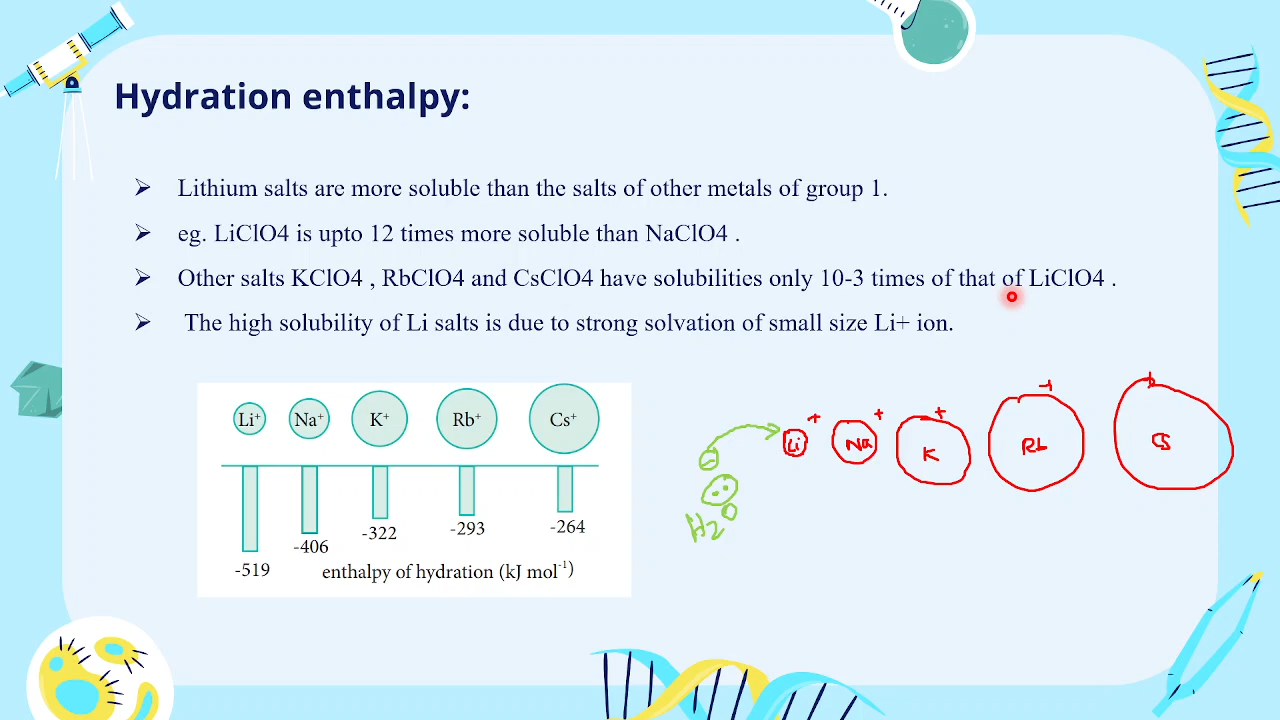 Hydration enthalpy:
➢ Lithium salts are more soluble than the salts of other metals of group 1.
➢ eg. LiClO4 is upto 12 times more soluble than NaClO4 .
➢ Other salts KClO4 , RbClO4 and CsClO4 have solubilities only 10-3 times of that of LiClO4 .
➢ The high solubility of Li salts is due to strong solvation of small size Li+ ion.
Li⁺ Na⁺ K⁺ Rb⁺ Cs⁺
-519 -406 -322 -293 -264
enthalpy of hydration (kJ mol⁻¹)
Li + Na + K + Rb + Cs +
H2O